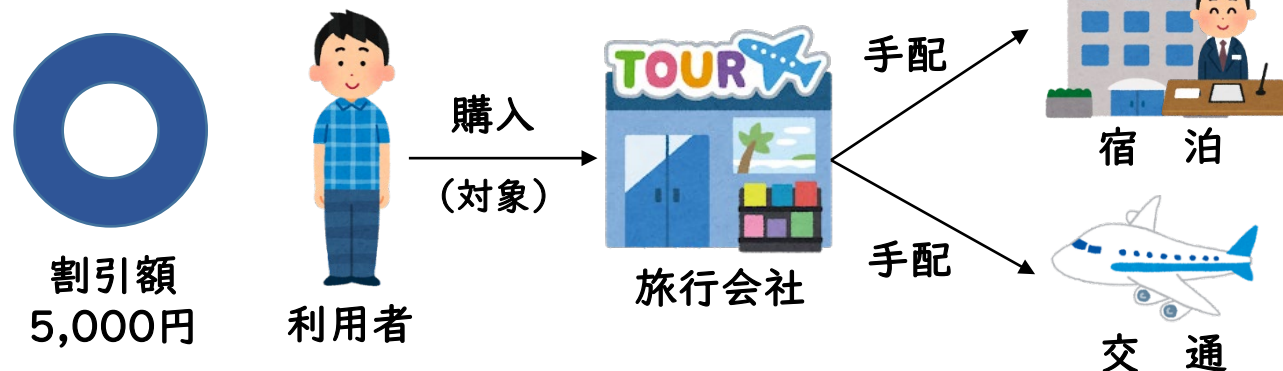 割引額
5,000円
利用者
購入
（対象）
TOUR
旅行会社
手配
手配
宿　泊
交　通